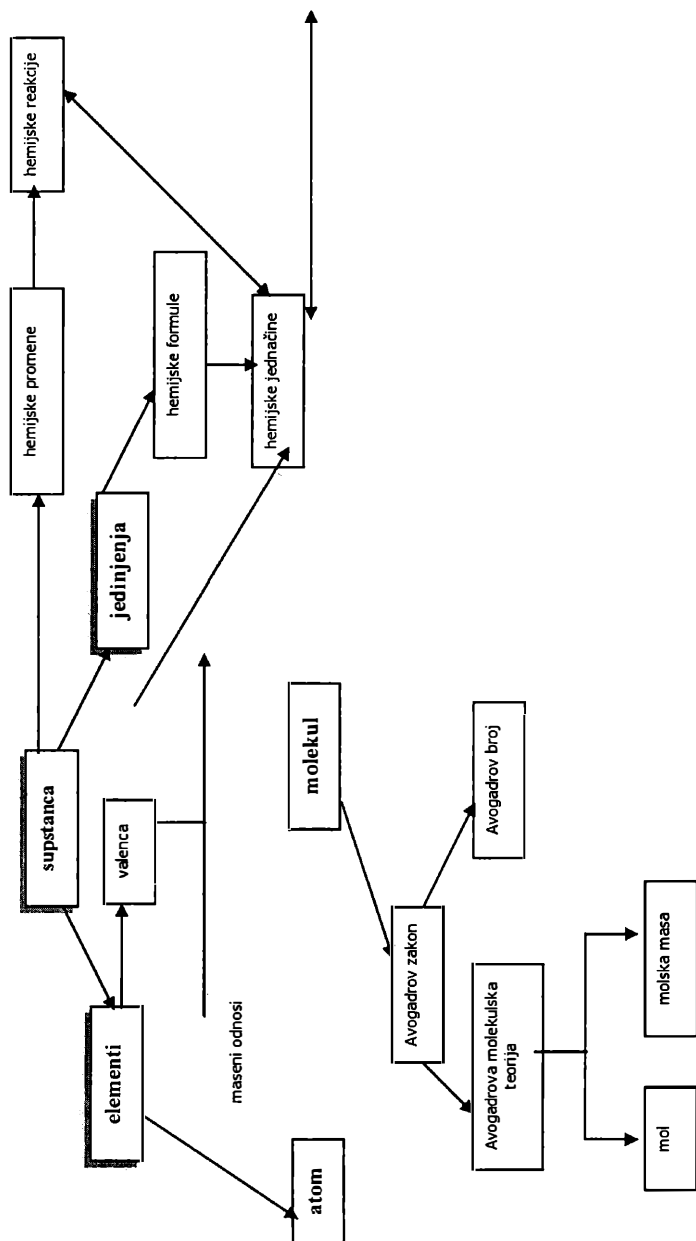 supstanca
hemijske promene
hemijske reakcije
elementi
valenca
jedinjenja
hemijske formule
maseni odnosi
hemijske jednačine
atom
molekul
Avogadrov zakon
Avogadrova molekulska
teorija
Avogadrov broj
mol
molska masa